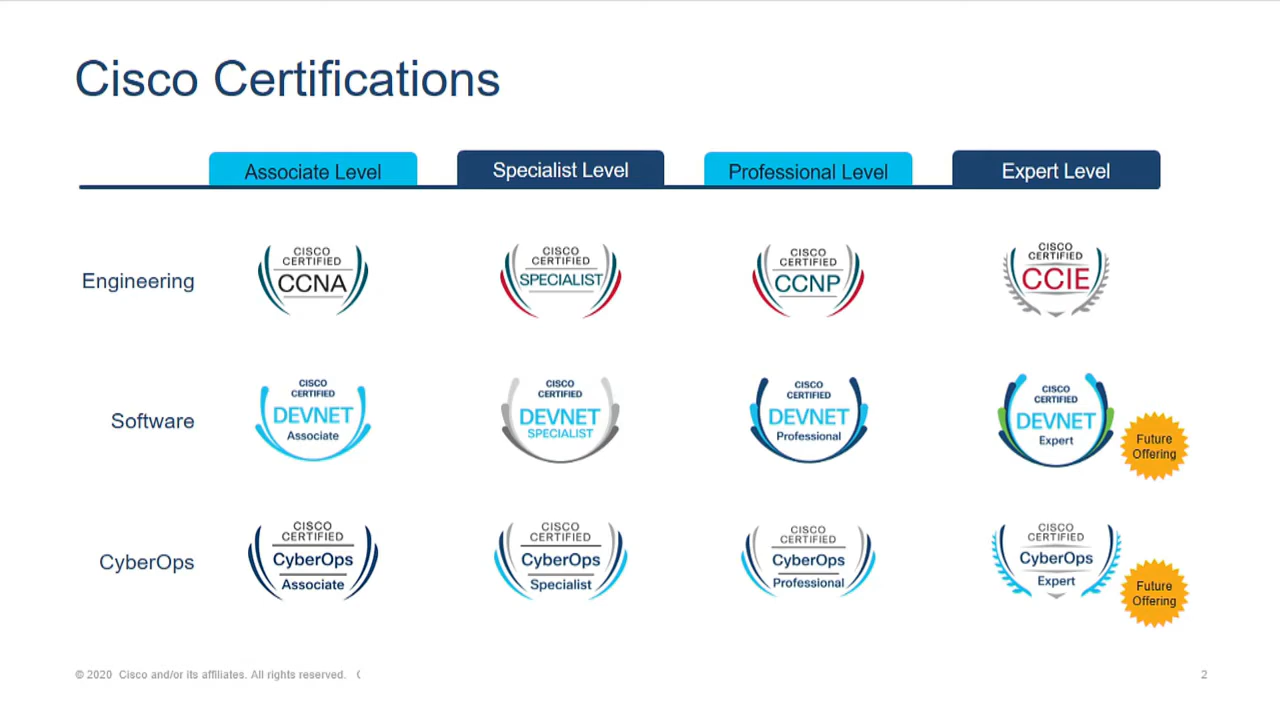 Cisco Certifications
Associate Level
Specialist Level
Professional Level
Expert Level
Engineering
CISCO
CERTIFIED
CCNA
CISCO
CERTIFIED
SPECIALIST
CISCO
CERTIFIED
CCNP
CISCO
CERTIFIED
CCIE
Software
CISCO
CERTIFIED
DEVNET
Associate
CISCO
CERTIFIED
DEVNET
SPECIALIST
CISCO
CERTIFIED
DEVNET
Professional
CISCO
CERTIFIED
DEVNET
Expert
Future
Offering
CyberOps
CISCO
CERTIFIED
CyberOps
Associate
CISCO
CERTIFIED
CyberOps
Specialist
CISCO
CERTIFIED
CyberOps
Professional
CISCO
CERTIFIED
CyberOps
Expert
Future
Offering
© 2020 Cisco and/or its affiliates. All rights reserved.
2